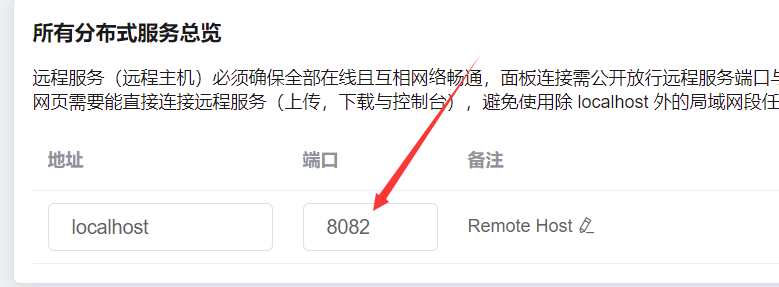 所有分布式服务总览
远程服务（远程主机）必须确保全部在线且互相网络畅通，面板连接需公开放行远程服务端口与
网页需要能直接连接远程服务（上传，下载与控制台），避免使用除 localhost 外的局域网段任
地址 端口 备注
localhost 8082 Remote Host